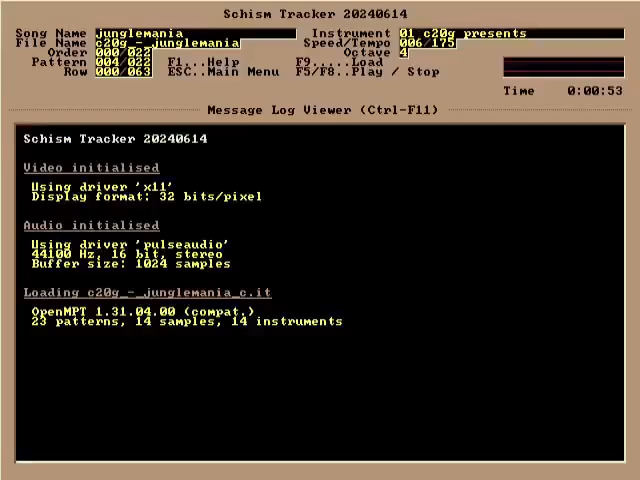 Schism Tracker 20240614
Song Name junglemania Instrument 01 c20g presents
File Name c20g_-_junglemania Speed/Tempo 006/175
Order 000/022 Octave 4
Pattern 004/022 F1...Help F9.....Load
Row 000/063 ESC..Main Menu F5/F8..Play / Stop
Time 0:00:53
Message Log Viewer (Ctrl-F11)
Schism Tracker 20240614
Video initialised
Using driver 'x11'
Display format: 32 bits/pixel
Audio initialised
Using driver 'pulseaudio'
44100 Hz, 16 bit, stereo
Buffer size: 1024 samples
Loading c20g_-_junglemania_c.it
OpenMPT 1.31.04.00 (compat.)
23 patterns, 14 samples, 14 instruments